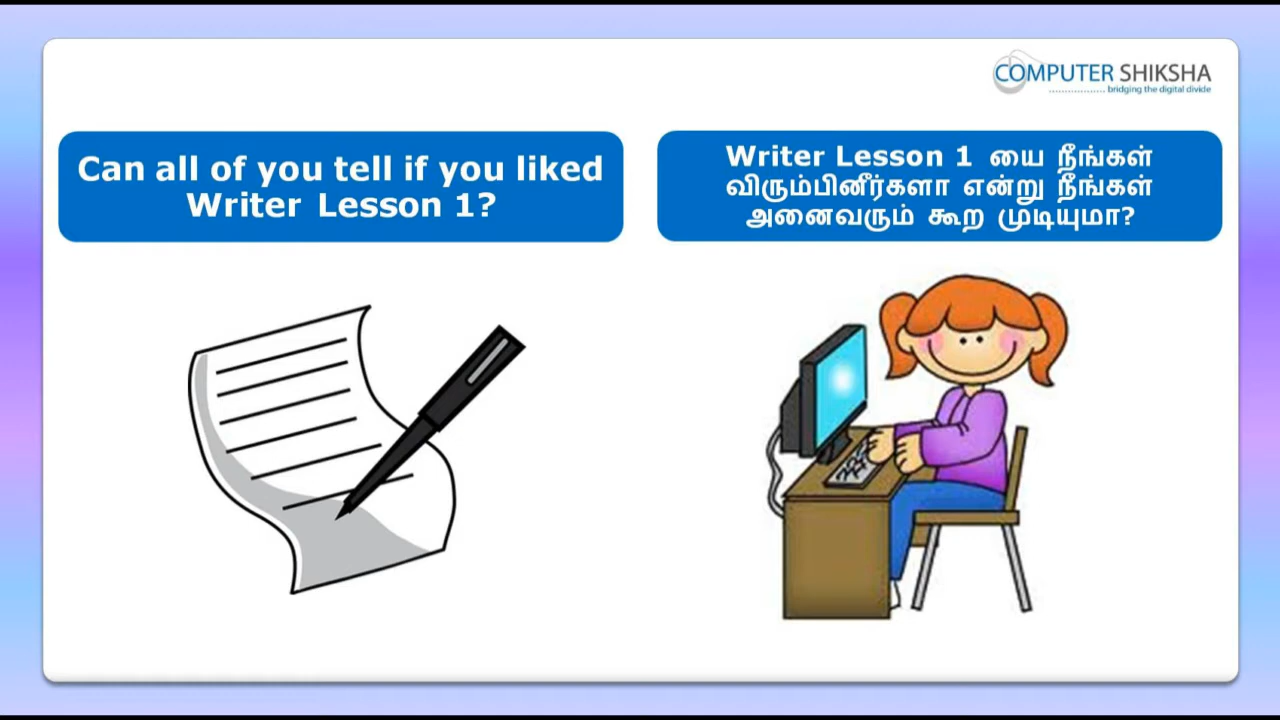 COMPUTER SHIKSHA
bridging the digital divide
Can all of you tell if you liked
Writer Lesson 1?
Writer Lesson 1 யை நீங்கள்
விரும்பினீர்களா என்று நீங்கள்
அனைவரும் கூற முடியுமா?